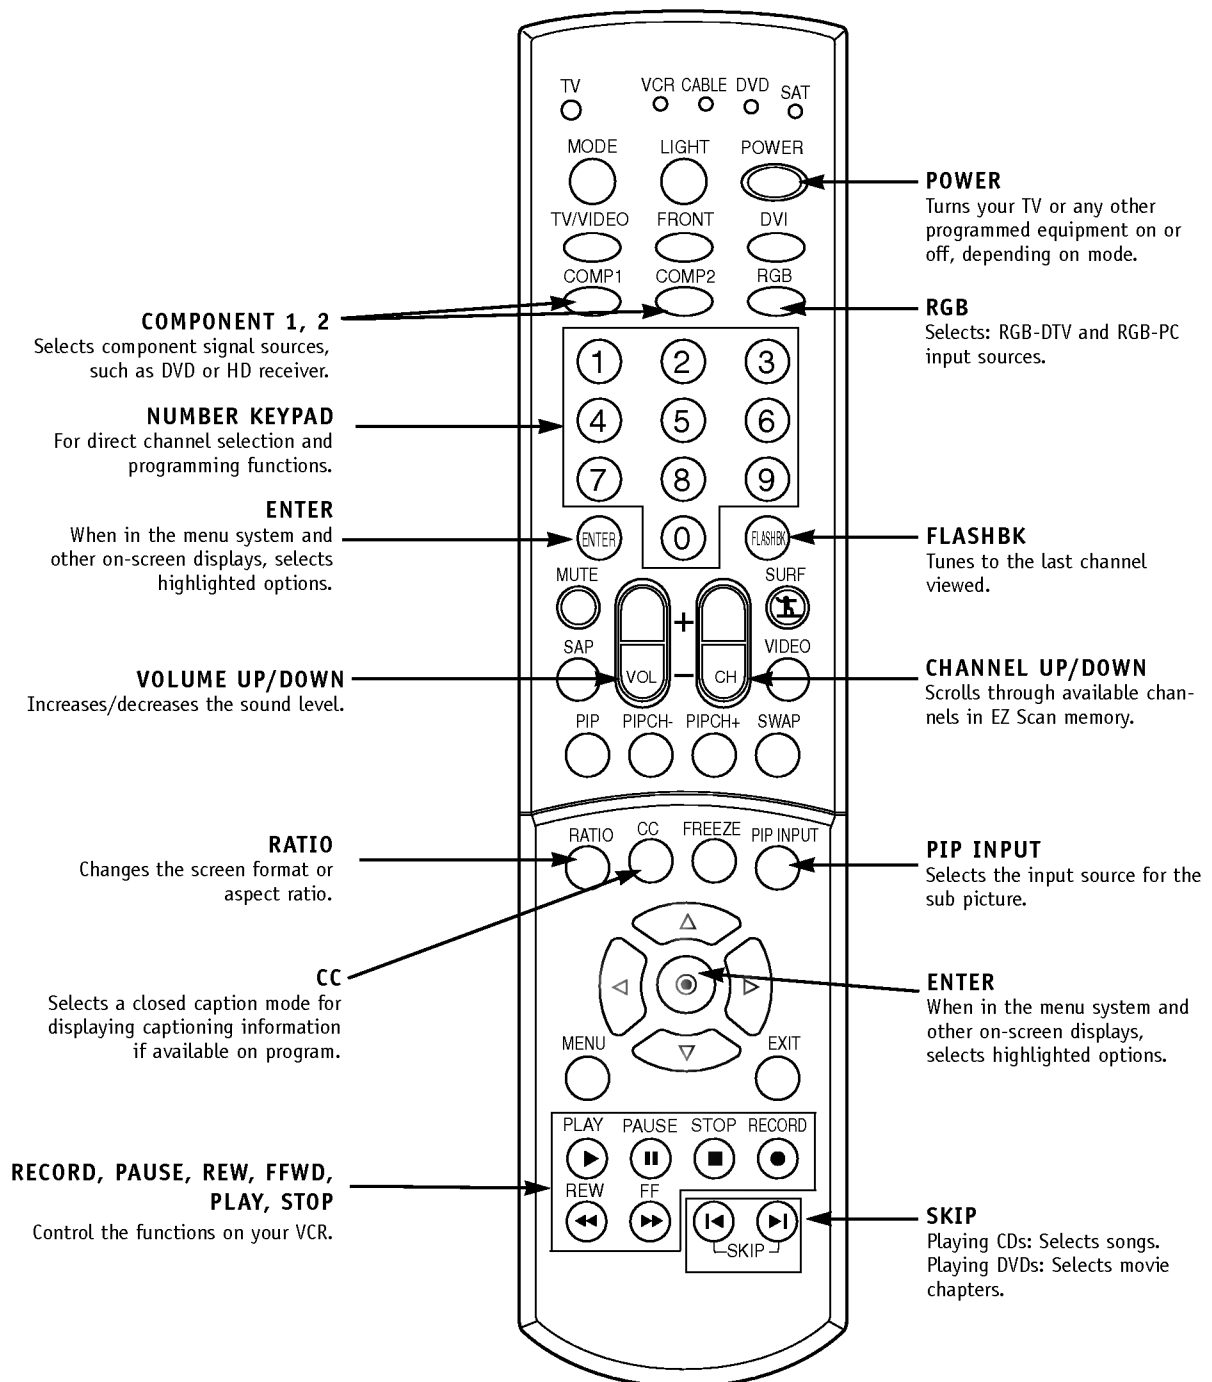 TV
VCR CABLE DVD SAT
MODE LIGHT POWER
TV/VIDEO FRONT DVI
COMP1 COMP2 RGB
1 2 3
4 5 6
7 8 9
ENTER 0 FLASHBK
MUTE SURF
+
SAP VIDEO
VOL – CH
PIP PIPCH- PIPCH+ SWAP
RATIO CC FREEZE PIP INPUT
MENU EXIT
PLAY PAUSE STOP RECORD
REW FF
SKIP
COMPONENT 1, 2
Selects component signal sources,
such as DVD or HD receiver.
NUMBER KEYPAD
For direct channel selection and
programming functions.
ENTER
When in the menu system and
other on-screen displays, selects
highlighted options.
VOLUME UP/DOWN
Increases/decreases the sound level.
RATIO
Changes the screen format or
aspect ratio.
CC
Selects a closed caption mode for
displaying captioning information
if available on program.
RECORD, PAUSE, REW, FFWD,
PLAY, STOP
Control the functions on your VCR.
POWER
Turns your TV or any other
programmed equipment on or
off, depending on mode.
RGB
Selects: RGB-DTV and RGB-PC
input sources.
FLASHBK
Tunes to the last channel
viewed.
CHANNEL UP/DOWN
Scrolls through available chan-
nels in EZ Scan memory.
PIP INPUT
Selects the input source for the
sub picture.
ENTER
When in the menu system and
other on-screen displays,
selects highlighted options.
SKIP
Playing CDs: Selects songs.
Playing DVDs: Selects movie
chapters.